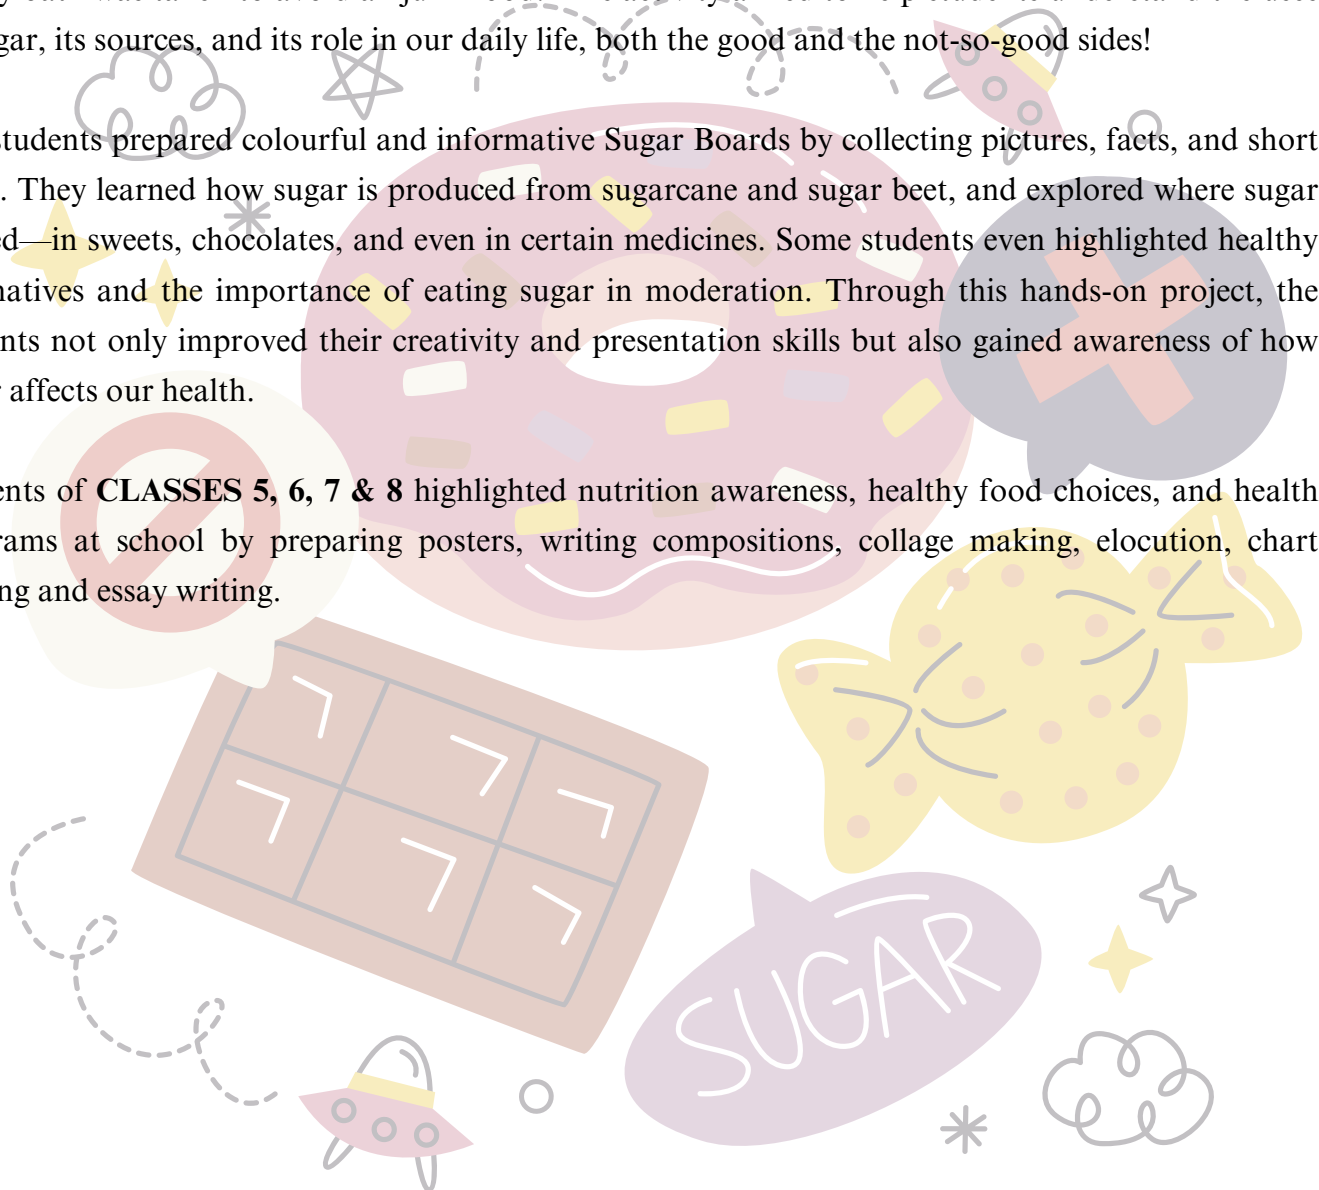 gar, its sources, and its role in our daily life, both the good and the not-so-good sides!
students prepared colourful and informative Sugar Boards by collecting pictures, facts, and short
. They learned how sugar is produced from sugarcane and sugar beet, and explored where sugar
ed—in sweets, chocolates, and even in certain medicines. Some students even highlighted healthy
natives and the importance of eating sugar in moderation. Through this hands-on project, the
nts not only improved their creativity and presentation skills but also gained awareness of how
affects our health.
ents of CLASSES 5, 6, 7 & 8 highlighted nutrition awareness, healthy food choices, and health
rams at school by preparing posters, writing compositions, collage making, elocution, chart
ng and essay writing.
SUGAR